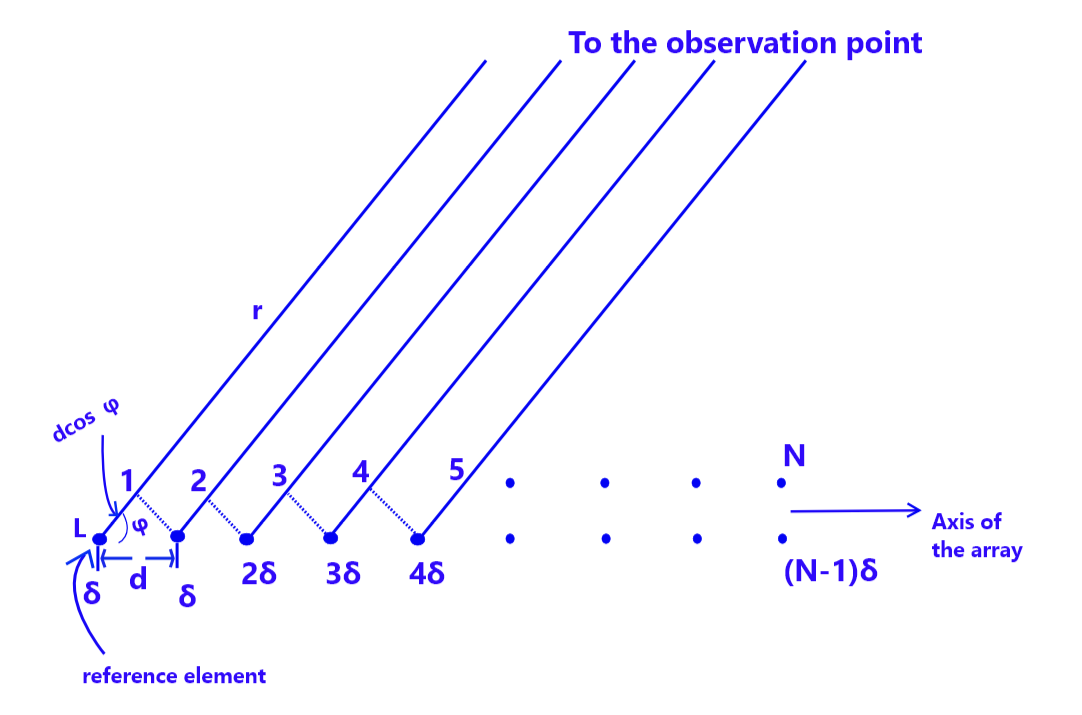 To the observation point
r
dcos φ
1
2
3
4
5
N
L
φ
Axis of
the array
d
δ
δ
2δ
3δ
4δ
(N-1)δ
reference element